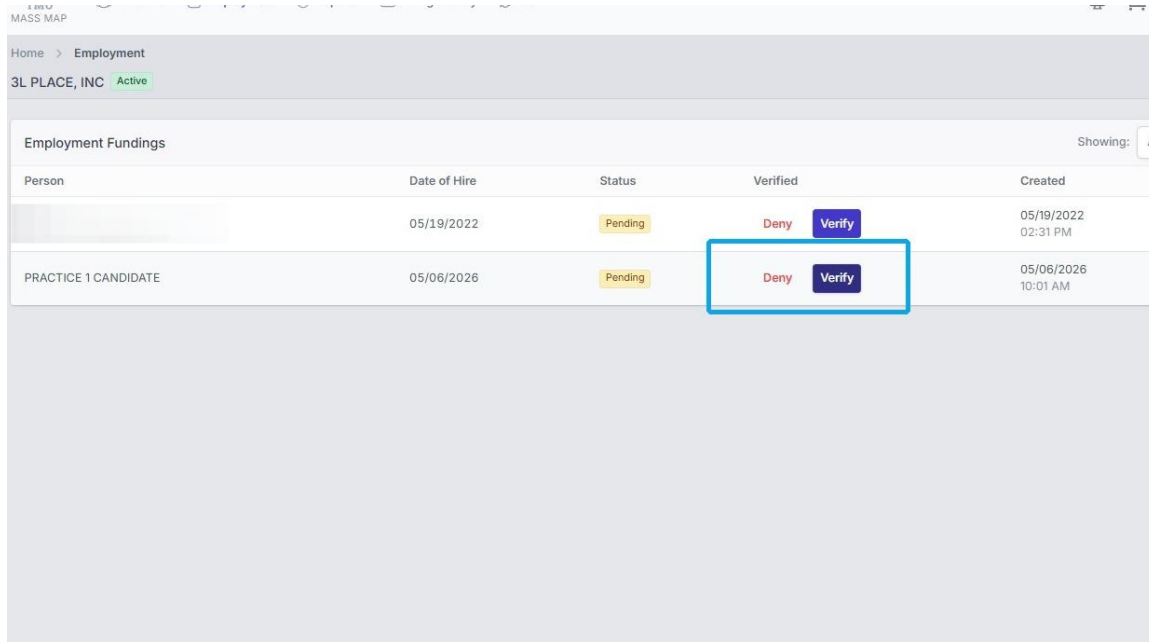 MASS MAP
Home > Employment
3L PLACE, INC Active
Employment Fundings Showing:
Person Date of Hire Status Verified Created
05/19/2022 Pending Deny Verify 05/19/2022
02:31 PM
PRACTICE 1 CANDIDATE 05/06/2026 Pending Deny Verify 05/06/2026
10:01 AM